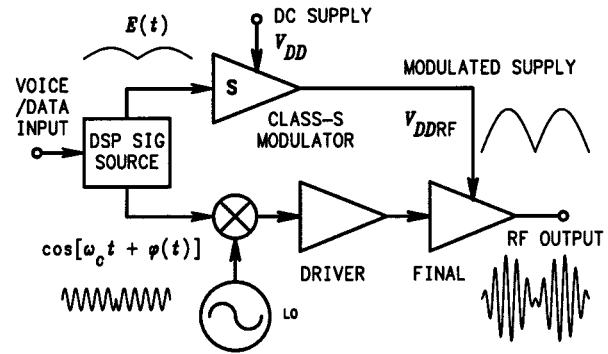 E(t)
DC SUPPLY
V_DD
VOICE
/DATA
INPUT
DSP SIG
SOURCE
S
CLASS-S
MODULATOR
MODULATED SUPPLY
V_DDRF
cos[ω_c t + φ(t)]
LO
DRIVER
FINAL
RF OUTPUT